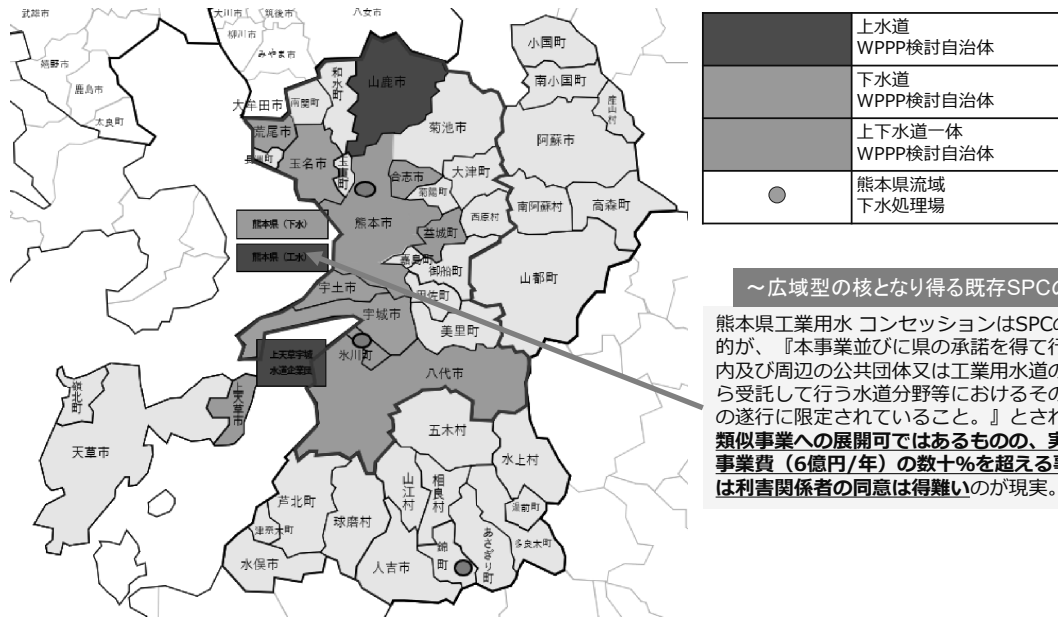 武雄市
大川市
筑後市
八女市
柳川市
みやま市
嬉野市
鹿島市
太良町
大牟田市
南関町
和水町
山鹿市
小国町
南小国町
産山村
荒尾市
長洲町
玉名市
玉東町
菊池市
阿蘇市
合志市
大津町
菊陽町
熊本市
西原村
南阿蘇村
高森町
益城町
嘉島町
御船町
山都町
甲佐町
宇土市
宇城市
美里町
氷川町
八代市
熊本県（下水）
熊本県（工水）
上天草宇城
水道企業団
上天草市
苓北町
天草市
五木村
水上村
山江村
相良村
湯前町
芦北町
球磨村
津奈木町
あさぎり町
多良木町
錦町
水俣市
人吉市
上水道
WPPP検討自治体
下水道
WPPP検討自治体
上下水道一体
WPPP検討自治体
熊本県流域
下水処理場
～広域型の核となり得る既存SPCの
熊本県工業用水 コンセッションはSPCの
的が、『本事業並びに県の承諾を得て行
内及び周辺の公共団体又は工業用水道の
ら受託して行う水道分野等におけるその
の遂行に限定されていること。』とされ
類似事業への展開可ではあるものの、実
事業費（6億円/年）の数十%を超える事
は利害関係者の同意は得難いのが現実。